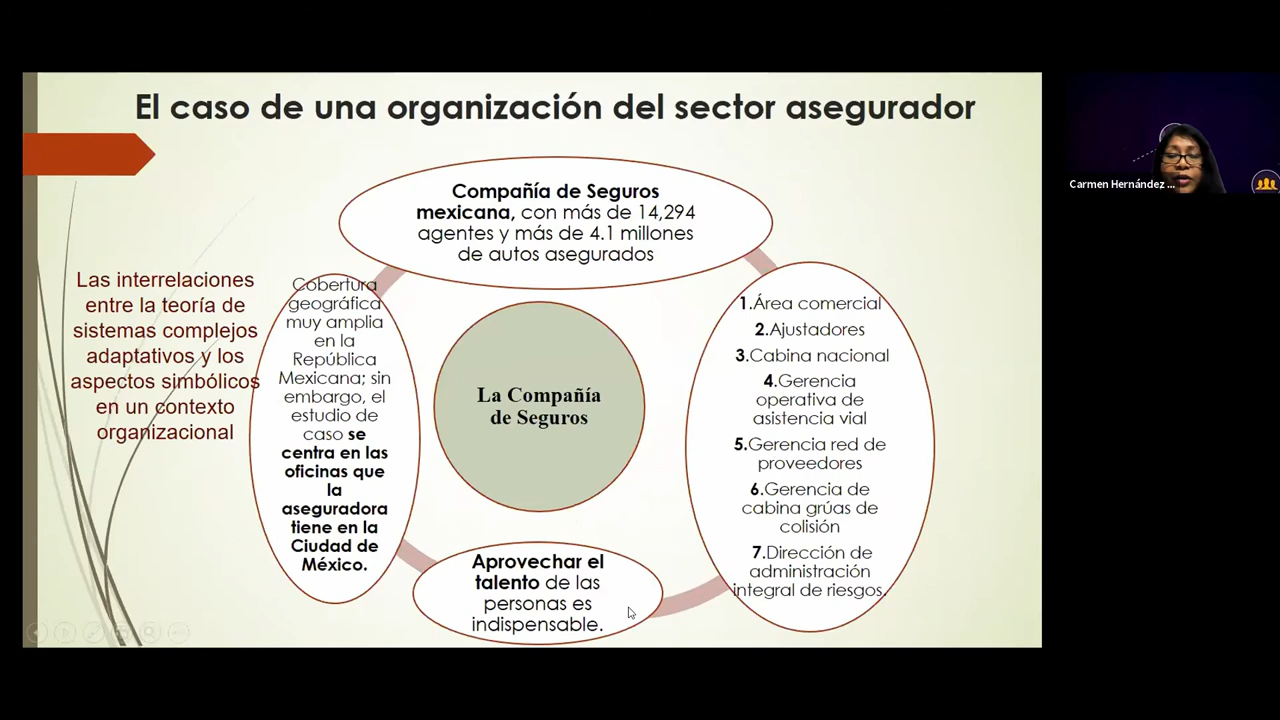 El caso de una organización del sector asegurador
Las interrelaciones
entre la teoría de
sistemas complejos
adaptativos y los
aspectos simbólicos
en un contexto
organizacional
Compañía de Seguros
mexicana, con más de 14,294
agentes y más de 4.1 millones
de autos asegurados
Cobertura
geográfica
muy amplia
en la
República
Mexicana; sin
embargo, el
estudio de
caso se
centra en las
oficinas que
la
aseguradora
tiene en la
Ciudad de
México.
La Compañía
de Seguros
1.Área comercial
2.Ajustadores
3.Cabina nacional
4.Gerencia
operativa de
asistencia vial
5.Gerencia red de
proveedores
6.Gerencia de
cabina grúas de
colisión
7.Dirección de
administración
integral de riesgos.
Aprovechar el
talento de las
personas es
indispensable.
Carmen Hernández ...